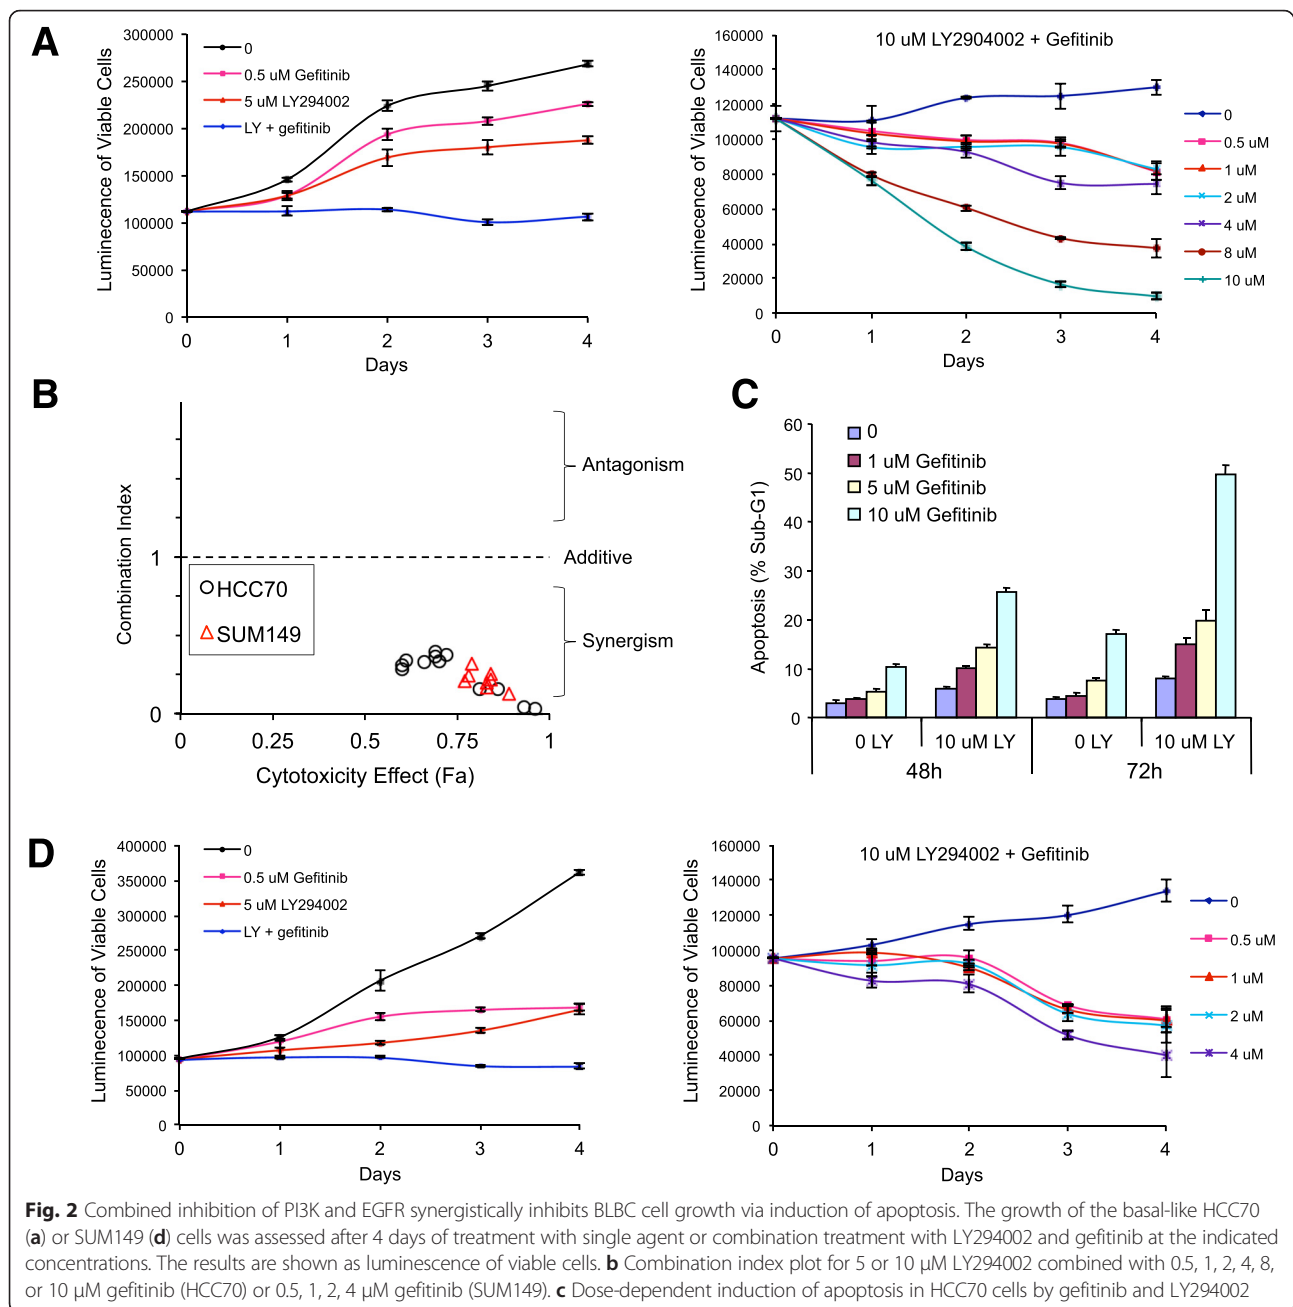 A
300000
250000
200000
150000
100000
50000
0
Luminecence of Viable Cells
0
0.5 uM Gefitinib
5 uM LY294002
LY + gefitinib
0 1 2 3 4
Days
10 uM LY2904002 + Gefitinib
160000
140000
120000
100000
80000
60000
40000
20000
0
Luminecence of Viable Cells
0
0.5 uM
1 uM
2 uM
4 uM
8 uM
10 uM
0 1 2 3 4
Days
B
Combination Index
1
0
Antagonism
Additive
Synergism
HCC70
SUM149
0 0.25 0.5 0.75 1
Cytotoxicity Effect (Fa)
C
60
50
40
30
20
10
0
Apoptosis (% Sub-G1)
0
1 uM Gefitinib
5 uM Gefitinib
10 uM Gefitinib
0 LY 10 uM LY 0 LY 10 uM LY
48h 72h
D
400000
350000
300000
250000
200000
150000
100000
50000
0
Luminecence of Viable Cells
0
0.5 uM Gefitinib
5 uM LY294002
LY + gefitinib
0 1 2 3 4
Days
10 uM LY294002 + Gefitinib
160000
140000
120000
100000
80000
60000
40000
20000
0
Luminecence of Viable Cells
0
0.5 uM
1 uM
2 uM
4 uM
0 1 2 3 4
Days
Fig. 2 Combined inhibition of PI3K and EGFR synergistically inhibits BLBC cell growth via induction of apoptosis. The growth of the basal-like HCC70
(a) or SUM149 (d) cells was assessed after 4 days of treatment with single agent or combination treatment with LY294002 and gefitinib at the indicated
concentrations. The results are shown as luminescence of viable cells. b Combination index plot for 5 or 10 μM LY294002 combined with 0.5, 1, 2, 4, 8,
or 10 μM gefitinib (HCC70) or 0.5, 1, 2, 4 μM gefitinib (SUM149). c Dose-dependent induction of apoptosis in HCC70 cells by gefitinib and LY294002